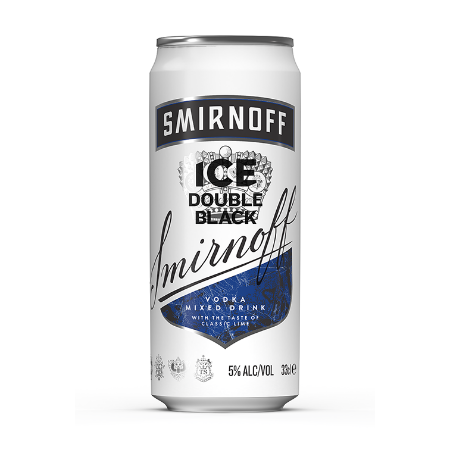 SMIRNOFF
ICE
DOUBLE
BLACK
Smirnoff
VODKA
MIXED DRINK
WITH THE TASTE OF
CLASSIC LIME
5% ALC/VOL 33cl℮